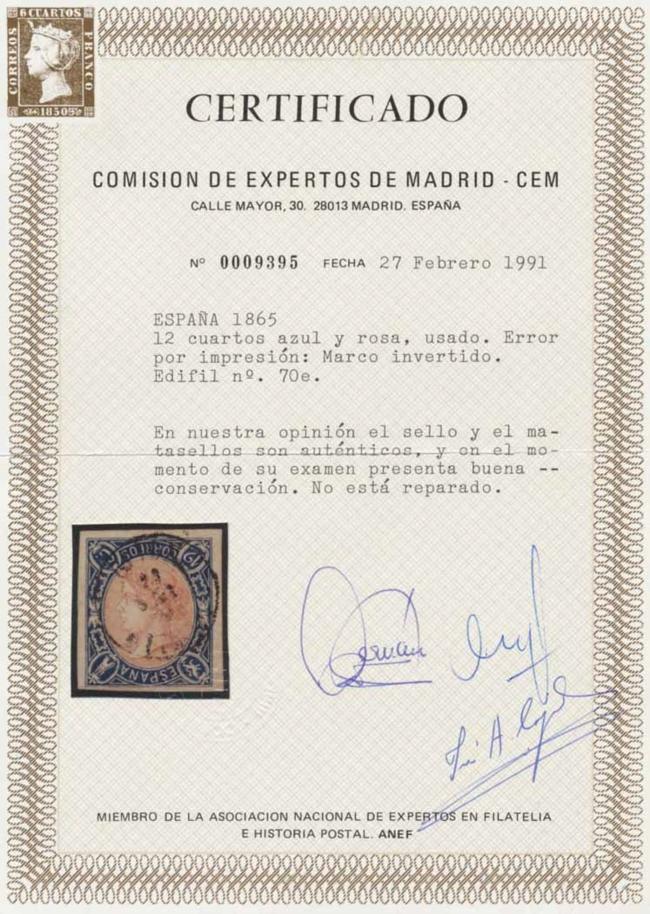 6 CUARTOS
CORREOS
FRANCO
1850
CERTIFICADO
COMISION DE EXPERTOS DE MADRID - CEM
CALLE MAYOR, 30. 28013 MADRID. ESPAÑA
Nº 0009395 FECHA 27 Febrero 1991
ESPAÑA 1865
12 cuartos azul y rosa, usado. Error
por impresión: Marco invertido.
Edifil nº. 70e.
En nuestra opinión el sello y el ma-
tasellos son auténticos, y en el mo-
mento de su examen presenta buena --
conservación. No está reparado.
12 CORREOS
ESPAÑA
MIEMBRO DE LA ASOCIACION NACIONAL DE EXPERTOS EN FILATELIA
E HISTORIA POSTAL. ANEF